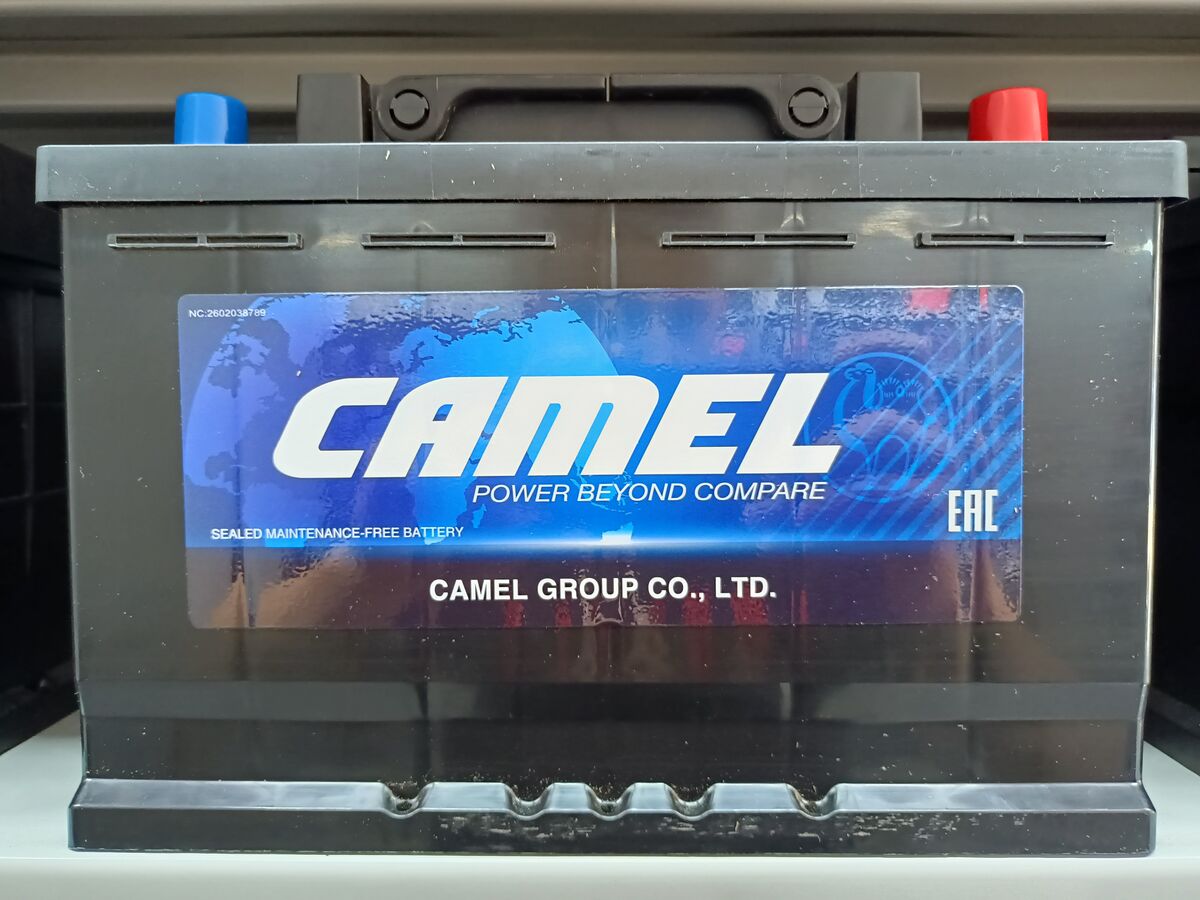 NC:2602038789
CAMEL
POWER BEYOND COMPARE
EAC
SEALED MAINTENANCE-FREE BATTERY
CAMEL GROUP CO., LTD.